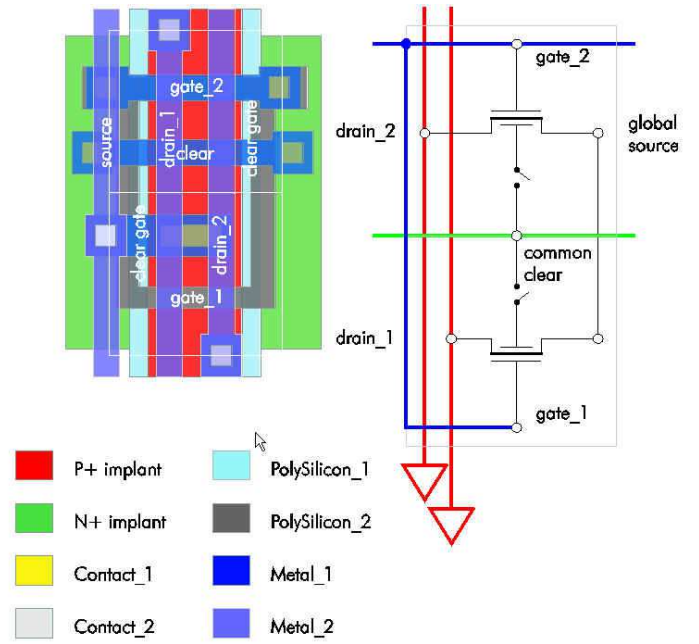 gate_2
source
drain_1
clear
clear gate
clear gate
drain_2
gate_1
gate_2
drain_2
global
source
common
clear
drain_1
gate_1
P+ implant
PolySilicon_1
N+ implant
PolySilicon_2
Contact_1
Metal_1
Contact_2
Metal_2